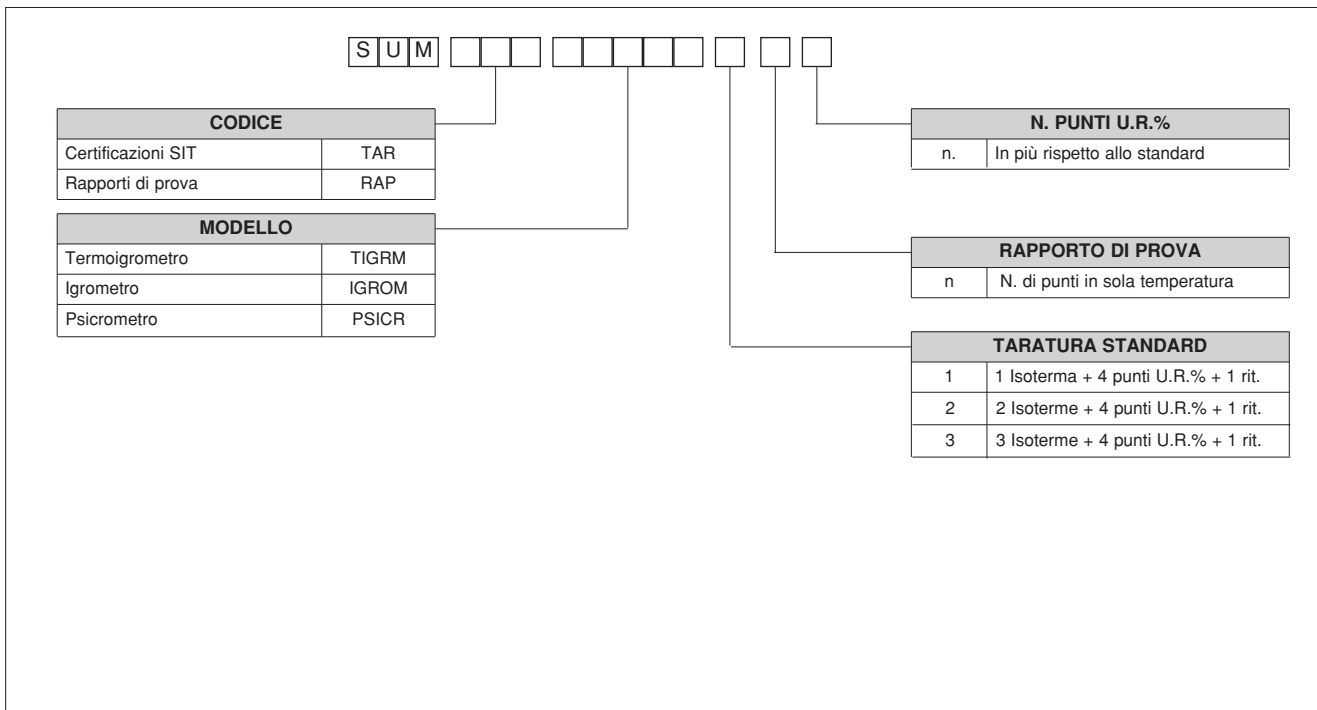 SUM
CODICE
Certificazioni SIT TAR
Rapporti di prova RAP
MODELLO
Termoigrometro TIGRM
Igrometro IGROM
Psicrometro PSICR
N. PUNTI U.R.%
n. In più rispetto allo standard
RAPPORTO DI PROVA
n N. di punti in sola temperatura
TARATURA STANDARD
1 1 Isoterma + 4 punti U.R.% + 1 rit.
2 2 Isoterme + 4 punti U.R.% + 1 rit.
3 3 Isoterme + 4 punti U.R.% + 1 rit.